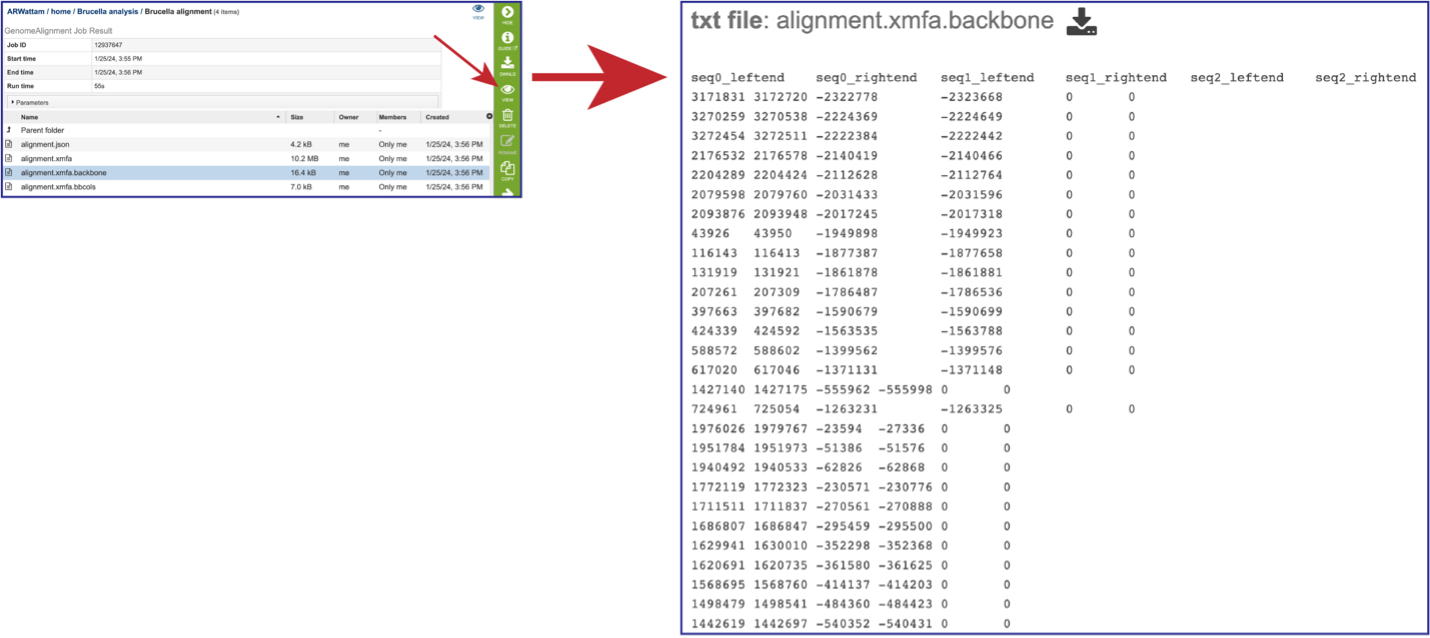 ARWattam / home / Brucella analysis / Brucella alignment (4 items)
VIEW
GenomeAlignment Job Result
Job ID 12937647
Start time 1/25/24, 3:55 PM
End time 1/25/24, 3:56 PM
Run time 55s
Parameters
Name Size Owner Members Created
Parent folder -
alignment.json 4.2 kB me Only me 1/25/24, 3:56 PM
alignment.xmfa 10.2 MB me Only me 1/25/24, 3:56 PM
alignment.xmfa.backbone 16.4 kB me Only me 1/25/24, 3:56 PM
alignment.xmfa.bbcols 7.0 kB me Only me 1/25/24, 3:56 PM
HIDE
GUIDE
DWNLD
VIEW
DELETE
RENAME
COPY
txt file: alignment.xmfa.backbone
seq0_leftend seq0_rightend seq1_leftend seq1_rightend seq2_leftend seq2_rightend
3171831 3172720 -2322778 -2323668 0 0
3270259 3270538 -2224369 -2224649 0 0
3272454 3272511 -2222384 -2222442 0 0
2176532 2176578 -2140419 -2140466 0 0
2204289 2204424 -2112628 -2112764 0 0
2079598 2079760 -2031433 -2031596 0 0
2093876 2093948 -2017245 -2017318 0 0
43926 43950 -1949898 -1949923 0 0
116143 116413 -1877387 -1877658 0 0
131919 131921 -1861878 -1861881 0 0
207261 207309 -1786487 -1786536 0 0
397663 397682 -1590679 -1590699 0 0
424339 424592 -1563535 -1563788 0 0
588572 588602 -1399562 -1399576 0 0
617020 617046 -1371131 -1371148 0 0
1427140 1427175 -555962 -555998 0 0
724961 725054 -1263231 -1263325 0 0
1976026 1979767 -23594 -27336 0 0
1951784 1951973 -51386 -51576 0 0
1940492 1940533 -62826 -62868 0 0
1772119 1772323 -230571 -230776 0 0
1711511 1711837 -270561 -270888 0 0
1686807 1686847 -295459 -295500 0 0
1629941 1630010 -352298 -352368 0 0
1620691 1620735 -361580 -361625 0 0
1568695 1568760 -414137 -414203 0 0
1498479 1498541 -484360 -484423 0 0
1442619 1442697 -540352 -540431 0 0